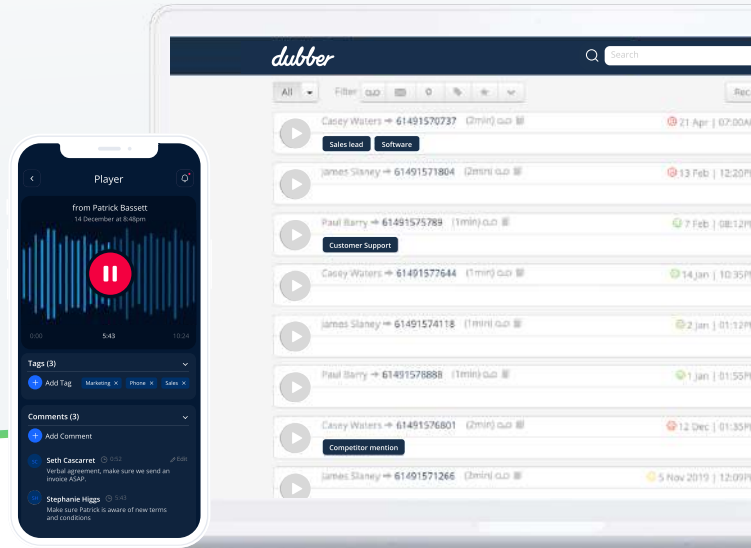 dubber
Search
All
Filter
Rec
Casey Waters → 61491570737 (2min) 21 Apr | 07:00A
Sales lead Software
James Slaney → 61491571804 (2min) 13 Feb | 12:20P
Paul Barry → 61491575789 (1min) 7 Feb | 08:12P
Customer Support
Casey Waters → 61491577644 (1min) 14 Jan | 10:35P
James Slaney → 61491574118 (1min) 2 Jan | 01:12P
Paul Barry → 61491578888 (1min) 1 Jan | 01:55P
Casey Waters → 61491576801 (2min) 12 Dec | 01:35P
Competitor mention
James Slaney → 61491571266 (2min) 5 Nov 2019 | 12:09P
Player
from Patrick Bassett
14 December at 8:48pm
0:00 5:43 10:24
Tags (3)
+ Add Tag Marketing × Phone × Sales ×
Comments (3)
+ Add Comment
Seth Cascarret 0:52 Edit
Verbal agreement, make sure we send an
invoice ASAP.
Stephanie Higgs 5:43
Make sure Patrick is aware of new terms
and conditions